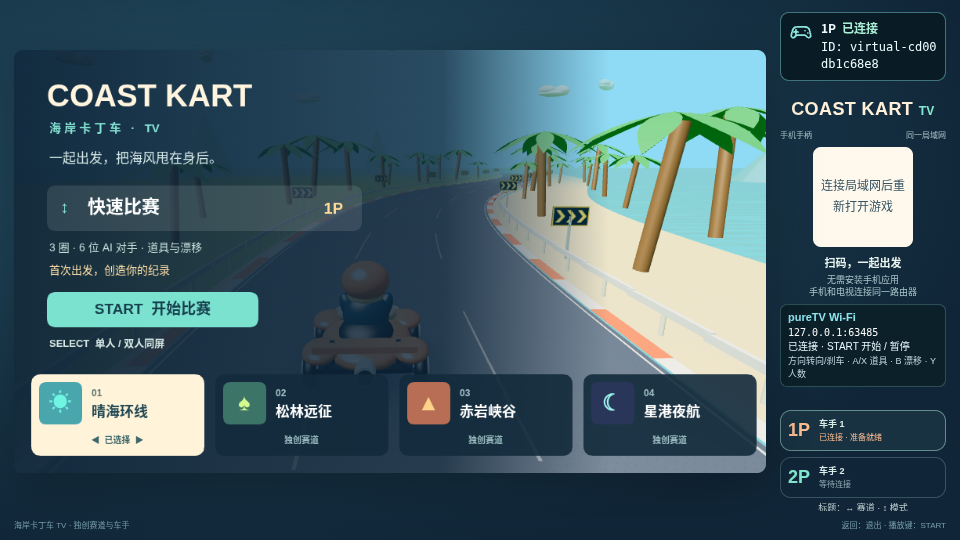 COAST KART
海岸卡丁车 · TV
一起出发，把海风甩在身后。
↕ 快速比赛 1P
3 圈 · 6 位 AI 对手 · 道具与漂移
首次出发，创造你的纪录
START 开始比赛
SELECT 单人 / 双人同屏
01
晴海环线
◀ 已选择 ▶
02
松林远征
独创赛道
03
赤岩峡谷
独创赛道
04
星港夜航
独创赛道
1P 已连接
ID: virtual-cd00
db1c68e8
COAST KART TV
手机手柄 同一局域网
连接局域网后重
新打开游戏
扫码，一起出发
无需安装手机应用
手机和电视连接同一路由器
pureTV Wi-Fi
127.0.0.1:63485
已连接 · START 开始 / 暂停
方向转向/刹车 · A/X 道具 · B 漂移 · Y
人数
1P 车手 1
已连接 · 准备就绪
2P 车手 2
等待连接
标题：↔ 赛道 · ↕ 模式
海岸卡丁车 TV · 独创赛道与车手
返回：退出 · 播放键：START